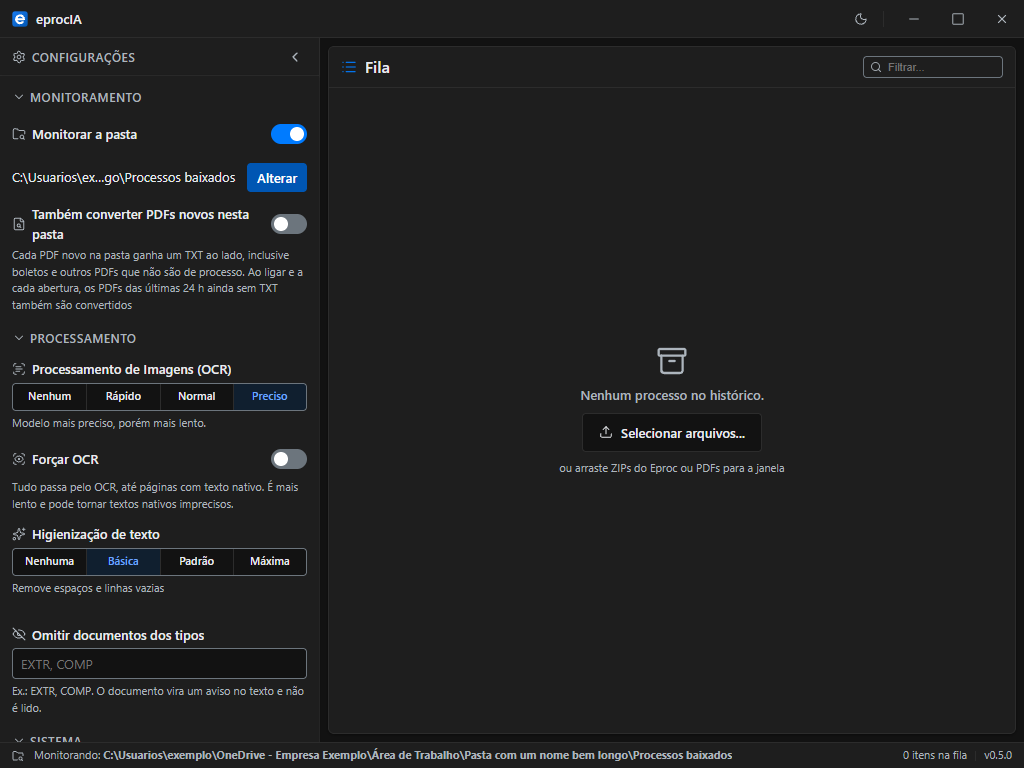 eprocIA
CONFIGURAÇÕES
MONITORAMENTO
Monitorar a pasta
C:\Usuarios\ex...go\Processos baixados
Alterar
Também converter PDFs novos nesta
pasta
Cada PDF novo na pasta ganha um TXT ao lado, inclusive
boletos e outros PDFs que não são de processo. Ao ligar e a
cada abertura, os PDFs das últimas 24 h ainda sem TXT
também são convertidos
PROCESSAMENTO
Processamento de Imagens (OCR)
Nenhum Rápido Normal Preciso
Modelo mais preciso, porém mais lento.
Forçar OCR
Tudo passa pelo OCR, até páginas com texto nativo. É mais
lento e pode tornar textos nativos imprecisos.
Higienização de texto
Nenhuma Básica Padrão Máxima
Remove espaços e linhas vazias
Omitir documentos dos tipos
EXTR, COMP
Ex.: EXTR, COMP. O documento vira um aviso no texto e não
é lido.
SISTEMA
Fila
Filtrar...
Nenhum processo no histórico.
Selecionar arquivos...
ou arraste ZIPs do Eproc ou PDFs para a janela
Monitorando: C:\Usuarios\exemplo\OneDrive - Empresa Exemplo\Área de Trabalho\Pasta com um nome bem longo\Processos baixados
0 itens na fila
v0.5.0